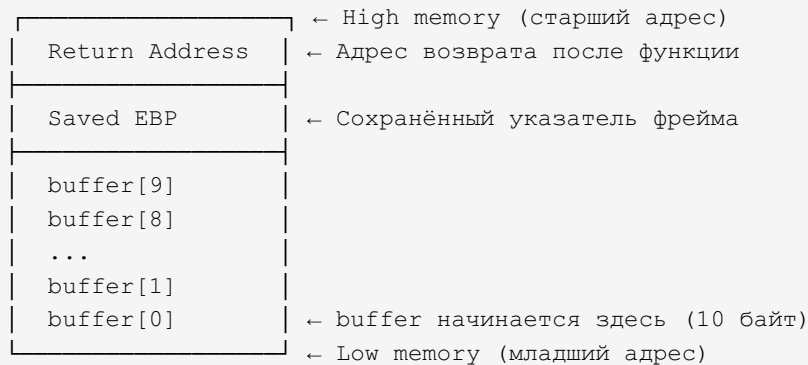 ← High memory (старший адрес)
Return Address ← Адрес возврата после функции
Saved EBP ← Сохранённый указатель фрейма
buffer[9]
buffer[8]
...
buffer[1]
buffer[0] ← buffer начинается здесь (10 байт)
← Low memory (младший адрес)